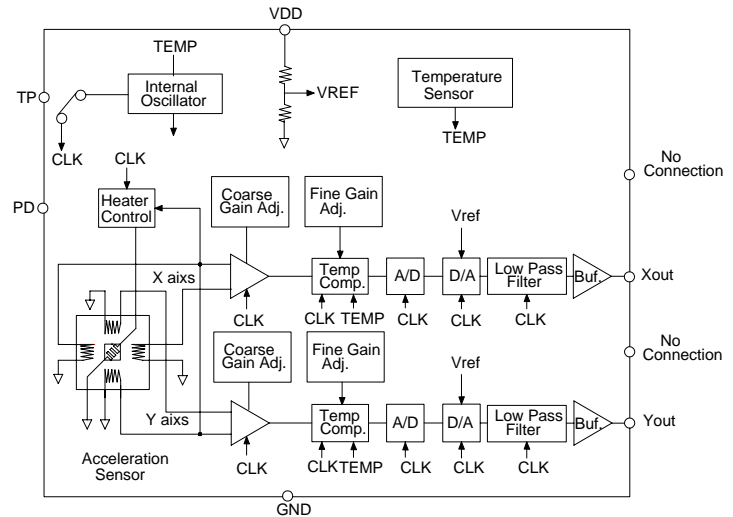 VDD
TEMP
Internal
Oscillator
TP
CLK
VREF
Temperature
Sensor
TEMP
No
Connection
CLK
PD
Heater
Control
Coarse
Gain Adj.
Fine Gain
Adj.
Vref
X aixs
Temp
Comp.
A/D
D/A
Low Pass
Filter
Buf.
Xout
CLK
CLK
TEMP
CLK
CLK
CLK
No
Connection
Coarse
Gain Adj.
Fine Gain
Adj.
Vref
Y aixs
Temp
Comp.
A/D
D/A
Low Pass
Filter
Buf.
Yout
CLK
CLK
TEMP
CLK
CLK
CLK
Acceleration
Sensor
GND